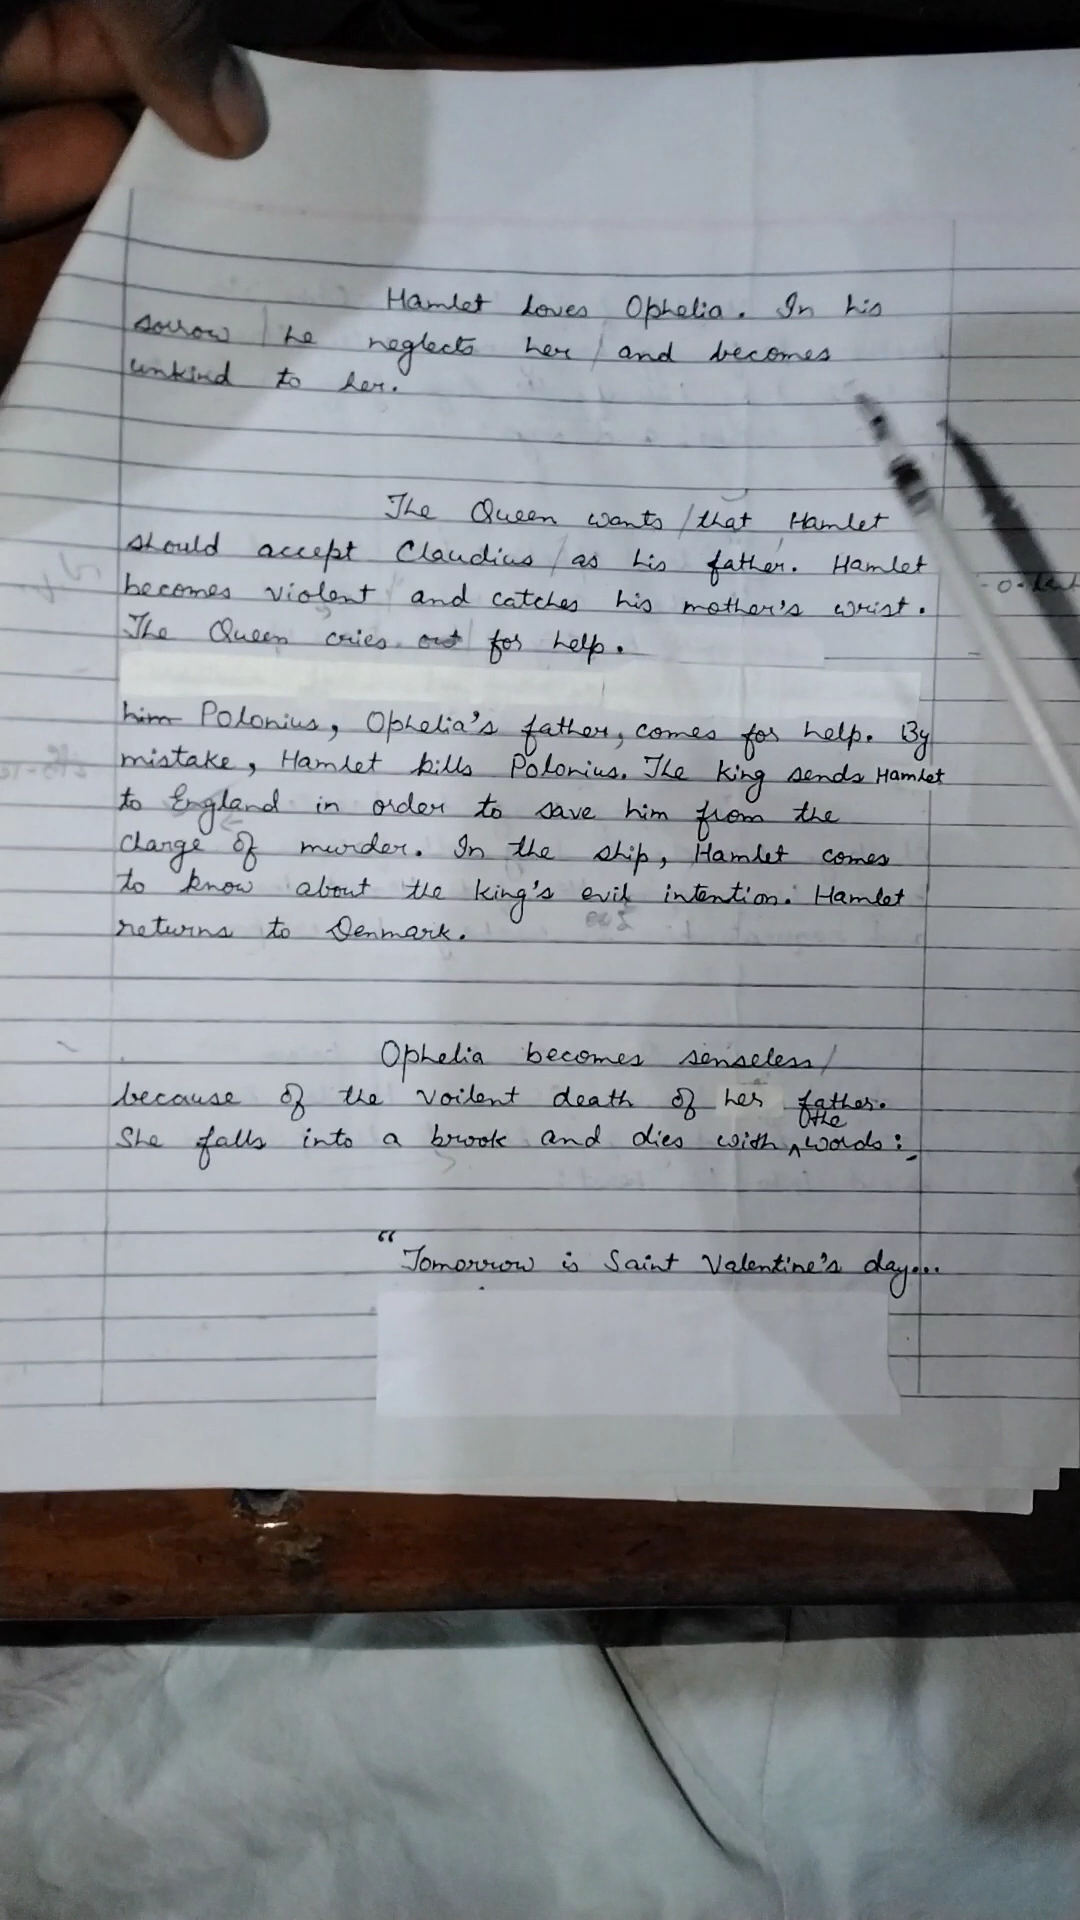 Hamlet loves Ophelia. In his
sorrow / he neglects her / and becomes
unkind to her.
The Queen wants / that Hamlet
should accept Claudius / as his father. Hamlet
becomes violent and catches his mother's wrist.
The Queen cries out for help.
him Polonius, Ophelia's father, comes for help. By
mistake, Hamlet kills Polonius. The king sends Hamlet
to England in order to save him from the
charge of murder. In the ship, Hamlet comes
to know about the king's evil intention. Hamlet
returns to Denmark.
Ophelia becomes senseless /
because of the voilent death of her father.
She falls into a brook and dies with the words:
"Tomorrow is Saint Valentine's day...